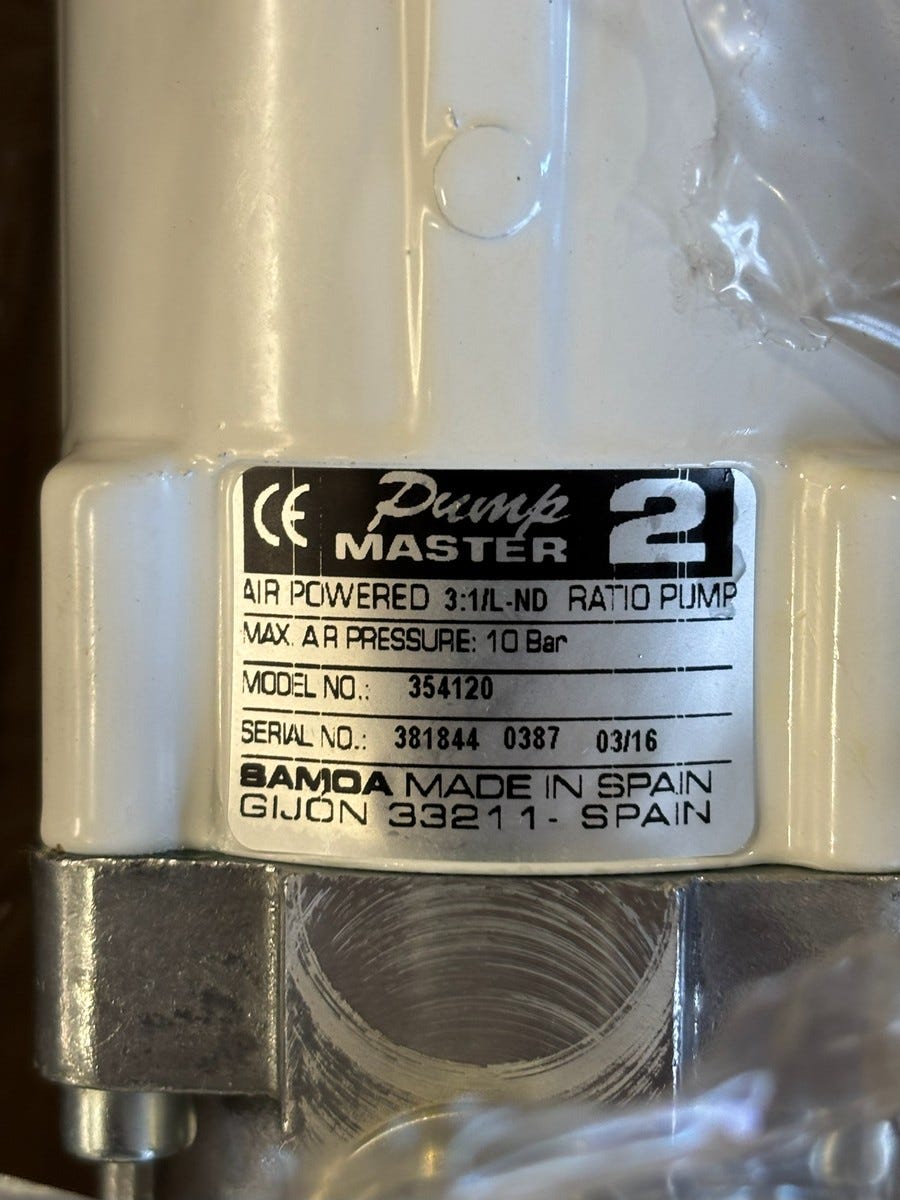 CE Pump MASTER 2
AIR POWERED 3:1/L-ND RATIO PUMP
MAX. AIR PRESSURE: 10 Bar
MODEL NO.: 354120
SERIAL NO.: 381844 0387 03/16
SAMOA MADE IN SPAIN
GIJÓN 33211- SPAIN